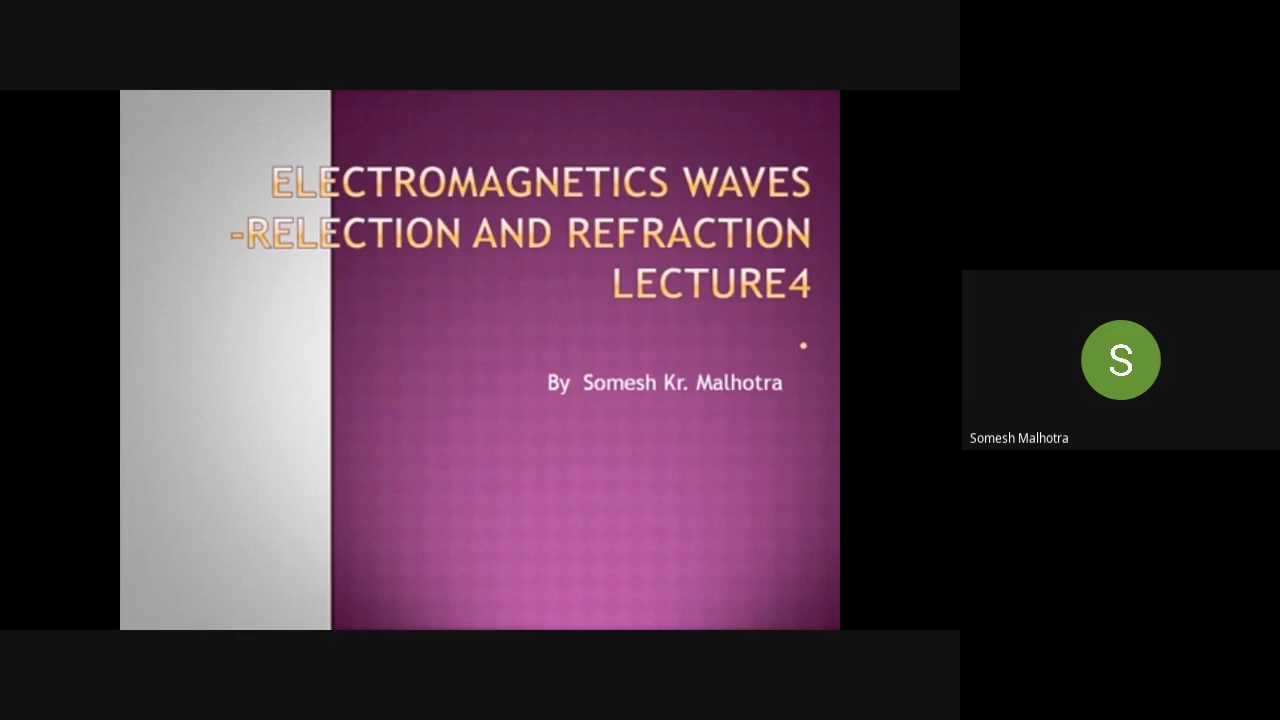 ELECTROMAGNETICS WAVES
-RELECTION AND REFRACTION
LECTURE4
.
By Somesh Kr. Malhotra
S
Somesh Malhotra